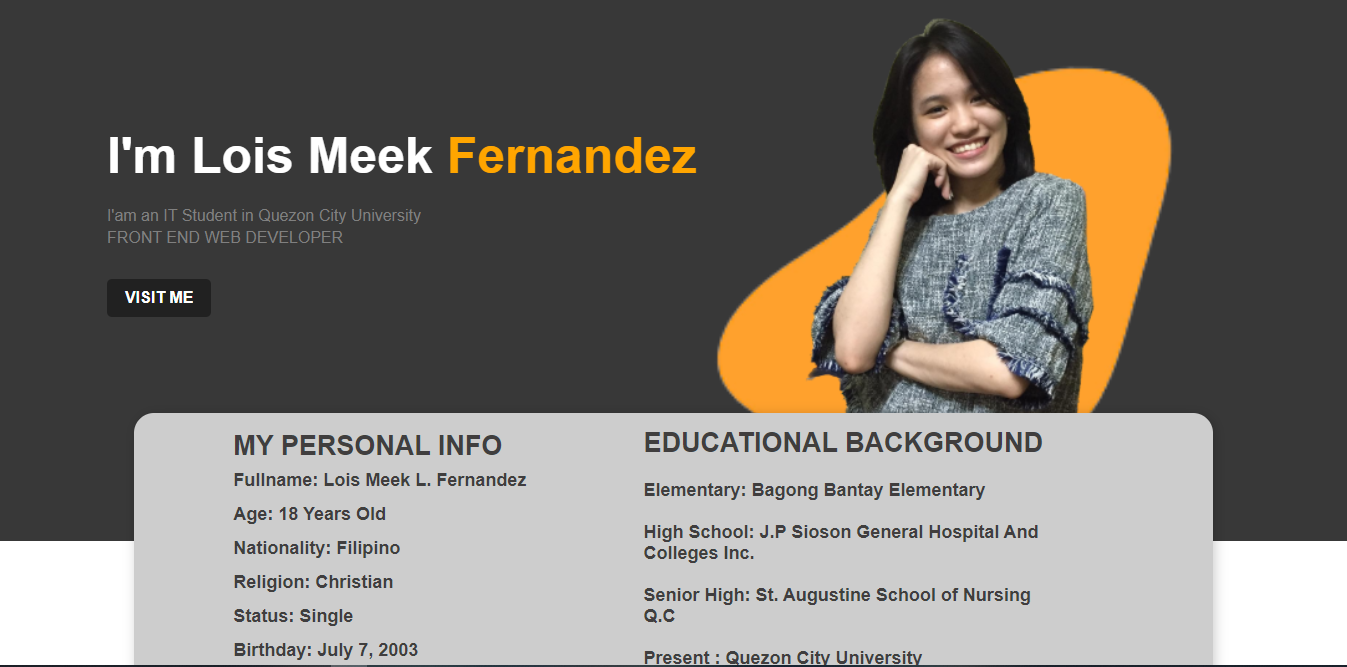 I'm Lois Meek Fernandez
I'am an IT Student in Quezon City University
FRONT END WEB DEVELOPER
VISIT ME
MY PERSONAL INFO
Fullname: Lois Meek L. Fernandez
Age: 18 Years Old
Nationality: Filipino
Religion: Christian
Status: Single
Birthday: July 7, 2003
EDUCATIONAL BACKGROUND
Elementary: Bagong Bantay Elementary
High School: J.P Sioson General Hospital And
Colleges Inc.
Senior High: St. Augustine School of Nursing
Q.C
Present : Quezon City University